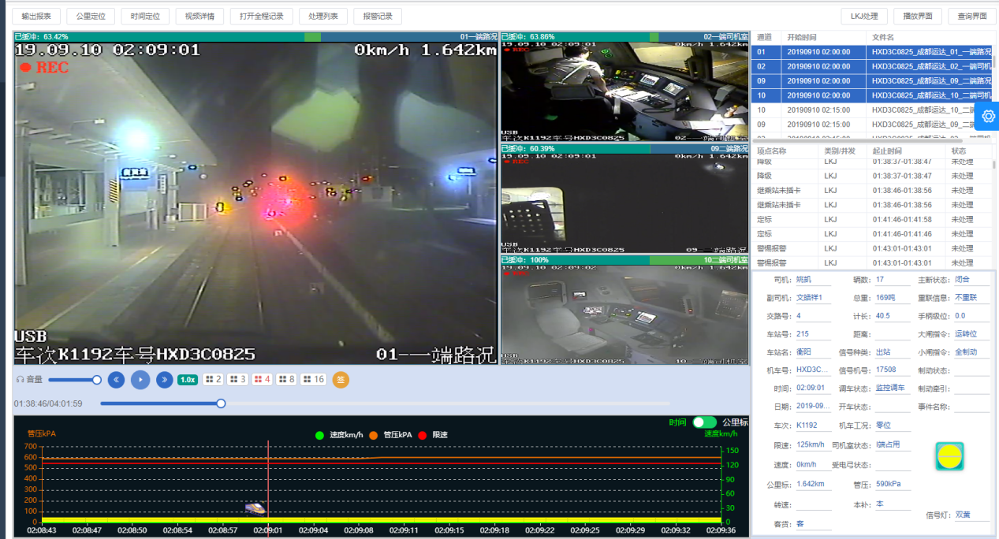 输出报表 公里定位 时间定位 视频详情 打开全程记录 处理列表 报警记录 LKJ处理 播放界面 查询界面
已缓冲: 63.42% 01一端路况
19.09.10 02:09:01 0km/h 1.642km
REC
USB
车次K1192车号HXD3C0825 01--一端路况
已缓冲: 63.86% 02一端司机室
19.09.10 02:09:01 0km/h 1.642km
REC
USB
车次K1192车号HXD3C0825
已缓冲: 60.39% 09二端路况
19.09.10 02:09:01 0km/h 1.642km
REC
USB
车次K1192车号HXD3C0825 09--二端路况
已缓冲: 100% 10二端司机室
19.09.10 02:09:02 0km/h 1.642km
USB
车次K1192车号HXD3C0825
通道 开始时间 文件名
01 20190910 02:00:00 HXD3C0825_成都运达_01_一端路况
02 20190910 02:00:00 HXD3C0825_成都运达_02_一端司机
09 20190910 02:00:00 HXD3C0825_成都运达_09_二端路况
10 20190910 02:00:00 HXD3C0825_成都运达_10_二端司机
10 20190910 02:15:00 HXD3C0825_成都运达_10_二
09 20190910 02:15:00 HXD3C0825_成都运达_09_二
项点名称 类别/并发 起止时间 状态
降级 LKJ 01:38:37-01:38:47 未处理
降级 LKJ 01:38:37-01:38:47 未处理
继乘站未插卡 LKJ 01:38:46-01:38:56 未处理
继乘站未插卡 LKJ 01:38:46-01:38:56 未处理
定标 LKJ 01:41:46-01:41:58 未处理
定标 LKJ 01:41:46-01:41:46 未处理
警惕报警 LKJ 01:43:01-01:43:01 未处理
警惕报警 LKJ 01:43:01-01:43:01 未处理
司机: 姚凯 辆数: 17 主断状态: 闭合
副司机: 文皓祥1 总重: 169吨 重联信息: 不重联
交路号: 4 计长: 40.5 手柄级位: 0.0
车站号: 215 距离: 大闸指令: 运转位
车站名: 衡阳 信号种类: 出站 小闸指令: 全制动
机车号: HXD3C... 信号机号: 17508 制动状态:
时间: 02:09:01 调车状态: 监控调车 制动牵引:
日期: 2019-09... 开车状态: 事件名称:
车次: K1192 机车工况: 零位
限速: 125km/h 司机室状态: I端占用
速度: 0km/h 受电弓状态:
公里标: 1.642km 管压: 590kPa
转速: 本补: 本
信号灯: 双黄
客货: 客
音量 1.0x 2 3 4 8 16 签
01:38:46/04:01:59
时间 公里标
管压kPA 速度km/h 管压kPA 限速 速度km/h
700
600
500
400
300
200
100
0
150
120
90
60
30
0
02:08:43 02:08:47 02:08:50 02:08:54 02:08:57 02:09:01 02:09:04 02:09:08 02:09:11 02:09:15 02:09:18 02:09:22 02:09:25 02:09:29 02:09:32 02:09:36